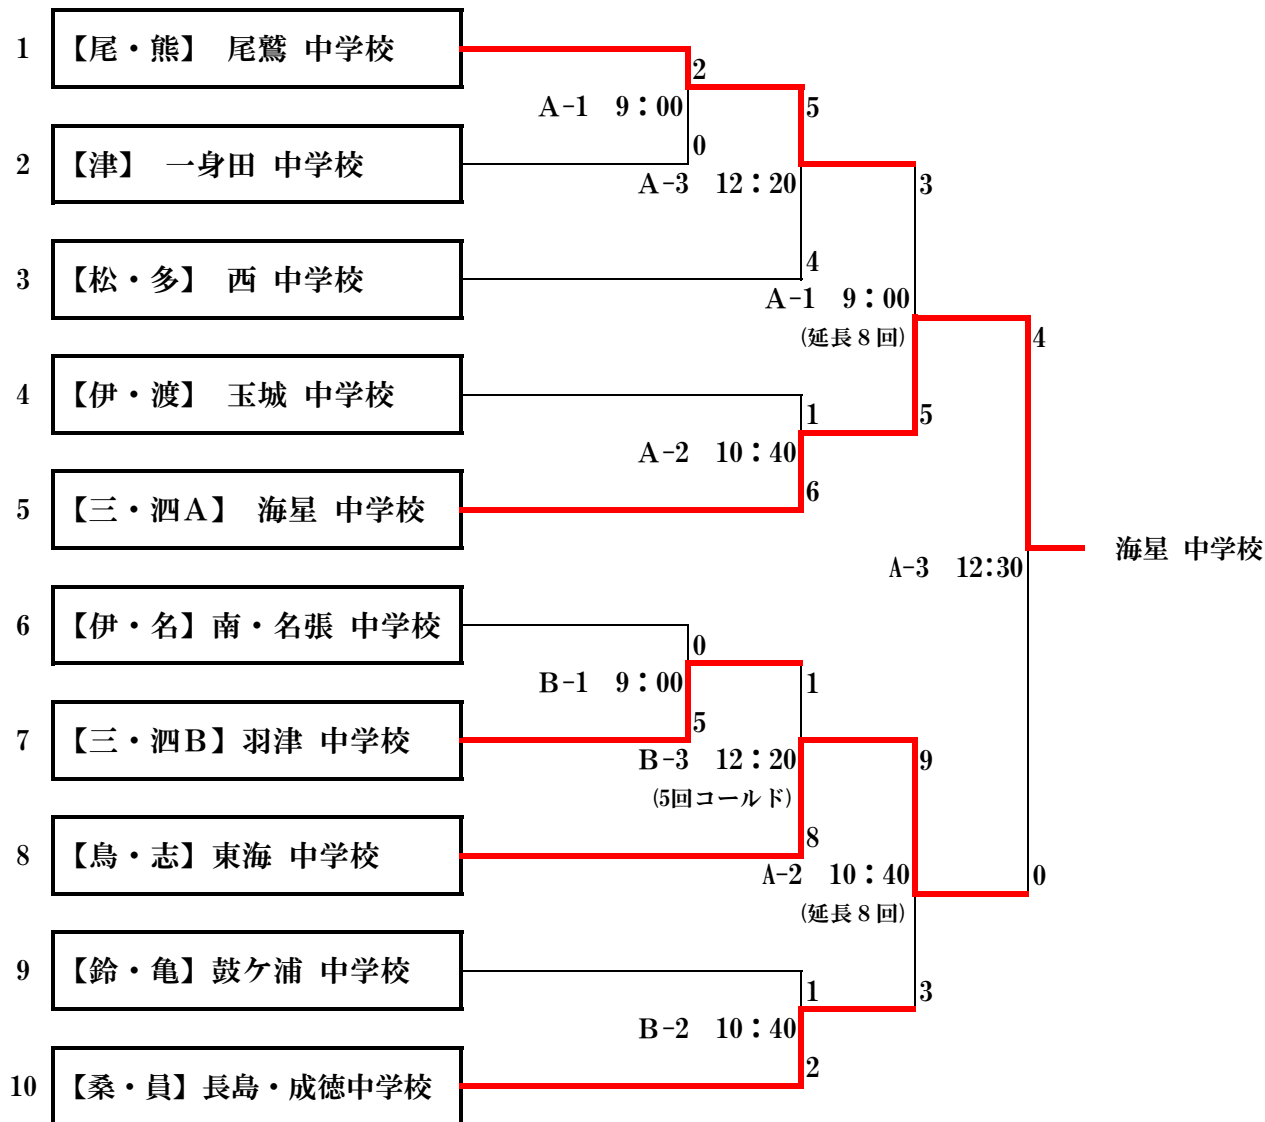 1 【尾・熊】 尾鷲 中学校
2
A-1 9：00
5
0
2 【津】 一身田 中学校
A-3 12：20
3
4
3 【松・多】 西 中学校
A-1 9：00
(延長８回)
4
4 【伊・渡】 玉城 中学校
1
5
A-2 10：40
6
5 【三・泗Ａ】 海星 中学校
海星 中学校
A-3 12:30
6 【伊・名】南・名張 中学校
0
B-1 9：00
1
5
7 【三・泗Ｂ】羽津 中学校
B-3 12：20
9
(5回コールド)
8
8 【鳥・志】東海 中学校
A-2 10：40
0
(延長８回)
9 【鈴・亀】鼓ケ浦 中学校
1
3
B-2 10：40
2
10 【桑・員】長島・成徳中学校